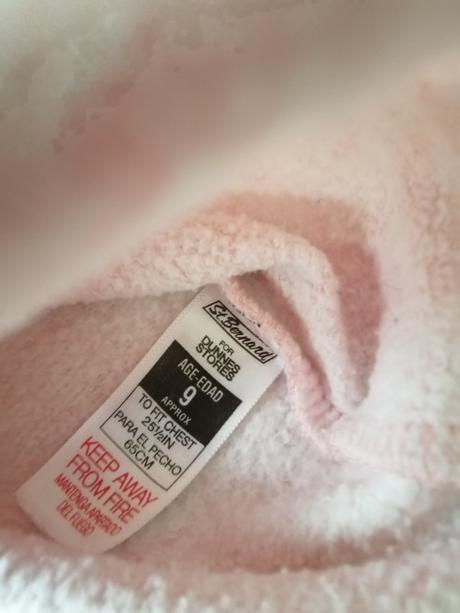 St. Bernard
FOR
DUNNES
STORES
AGE-EDAD
9
APPROX
TO FIT CHEST
25½IN
PARA EL PECHO
65CM
KEEP AWAY
FROM FIRE
MANTENGA APARTADO
DEL FUEGO